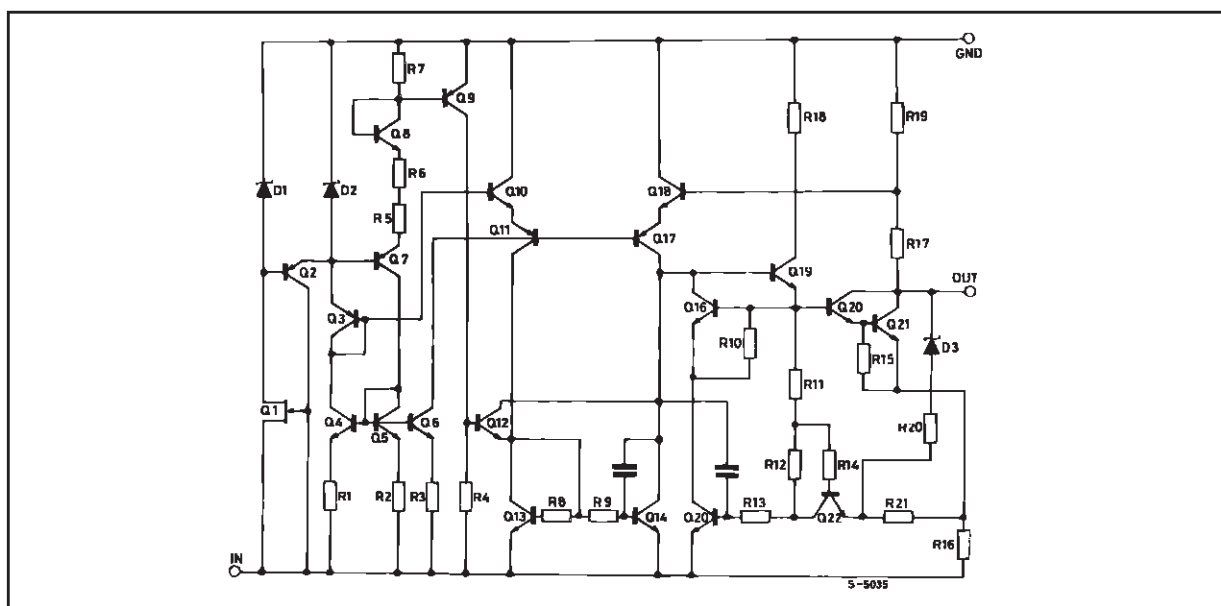 GND
R7
Q9
Q8
R18
R19
R6
D1
D2
Q10
Q18
R5
Q11
Q17
R17
Q2
Q7
OUT
Q19
Q3
Q16
Q20
Q21
R10
D3
R15
R11
Q1
Q4
Q5
Q6
Q12
R20
R12
R14
R1
R2
R3
R4
R8
R9
R13
Q13
Q14
Q20
Q22
R21
R16
IN
S-5035